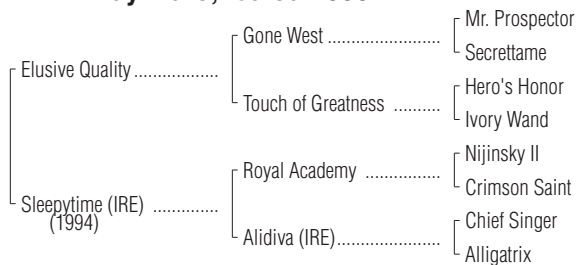 Mr. Prospector
Gone West ........................
Secrettame
Elusive Quality ..................
Hero's Honor
Touch of Greatness ..........
Ivory Wand
Nijinsky II
Royal Academy ................
Crimson Saint
Sleepytime (IRE) ..............
(1994)
Chief Singer
Alidiva (IRE)......................
Alligatrix